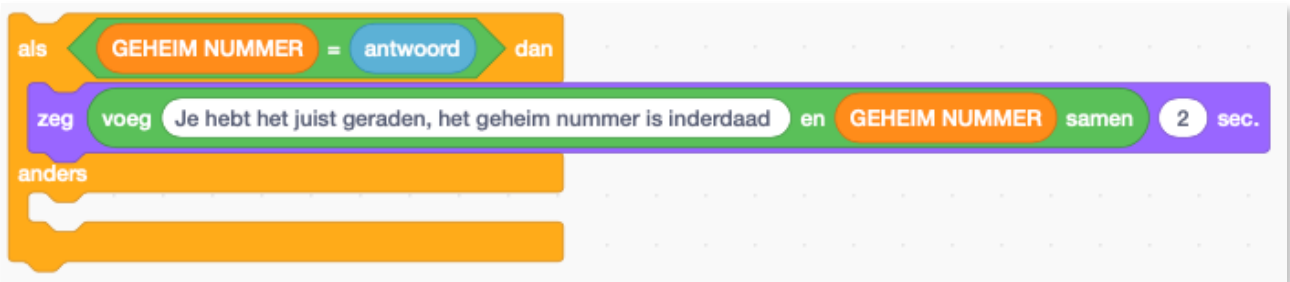 als GEHEIM NUMMER = antwoord dan
zeg voeg Je hebt het juist geraden, het geheim nummer is inderdaad en GEHEIM NUMMER samen 2 sec.
anders